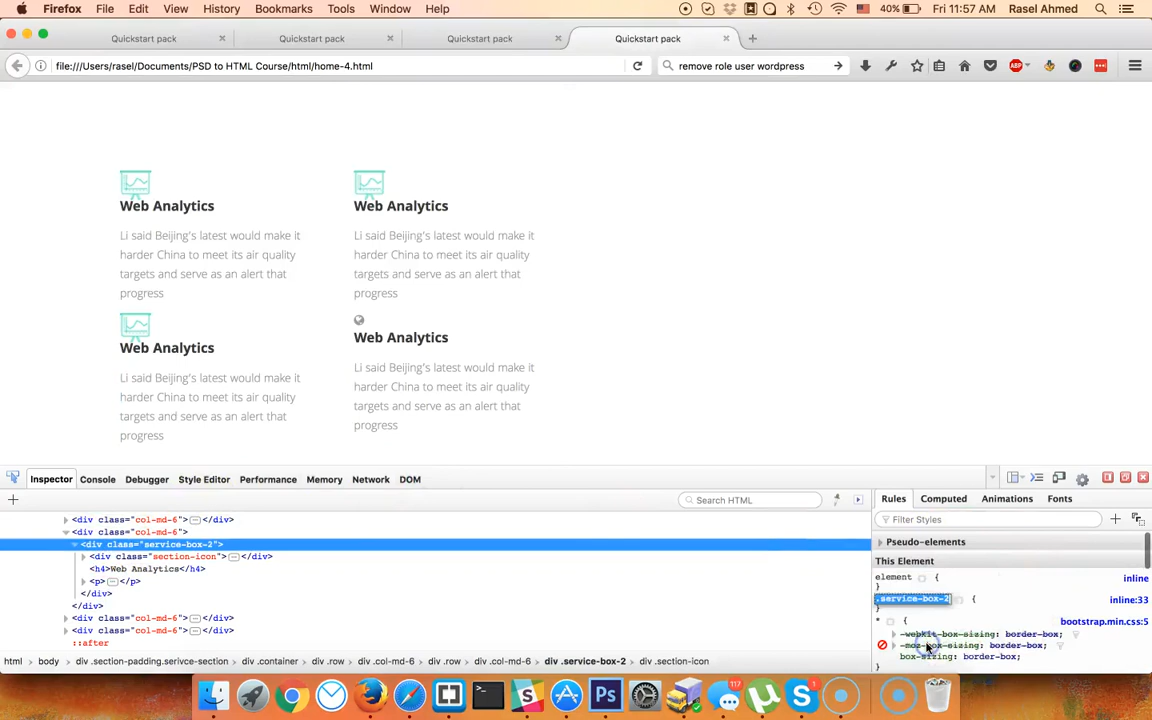 Firefox File Edit View History Bookmarks Tools Window Help 40% Fri 11:57 AM Rasel Ahmed
Quickstart pack Quickstart pack Quickstart pack Quickstart pack
file:///Users/rasel/Documents/PSD to HTML Course/html/home-4.html remove role user wordpress ABP
Web Analytics Web Analytics
Li said Beijing's latest would make it Li said Beijing's latest would make it
harder China to meet its air quality harder China to meet its air quality
targets and serve as an alert that targets and serve as an alert that
progress progress
Web Analytics Web Analytics
Li said Beijing's latest would make it Li said Beijing's latest would make it
harder China to meet its air quality harder China to meet its air quality
targets and serve as an alert that targets and serve as an alert that
progress progress
Inspector Console Debugger Style Editor Performance Memory Network DOM
Search HTML Rules Computed Animations Fonts
<div class="col-md-6"></div> Filter Styles
<div class="col-md-6">
<div class="service-box-2"> Pseudo-elements
<div class="section-icon"></div> This Element
<h4>Web Analytics</h4> element { inline
<p></p> }
</div> .service-box-2 { inline:33
</div> }
<div class="col-md-6"></div> * { bootstrap.min.css:5
<div class="col-md-6"></div> -webkit-box-sizing: border-box;
::after -moz-box-sizing: border-box;
box-sizing: border-box;
}
html body div .section-padding.serivce-section div .container div .row div .col-md-6 div .row div .col-md-6 div .service-box-2 div .section-icon
117 1
Ps